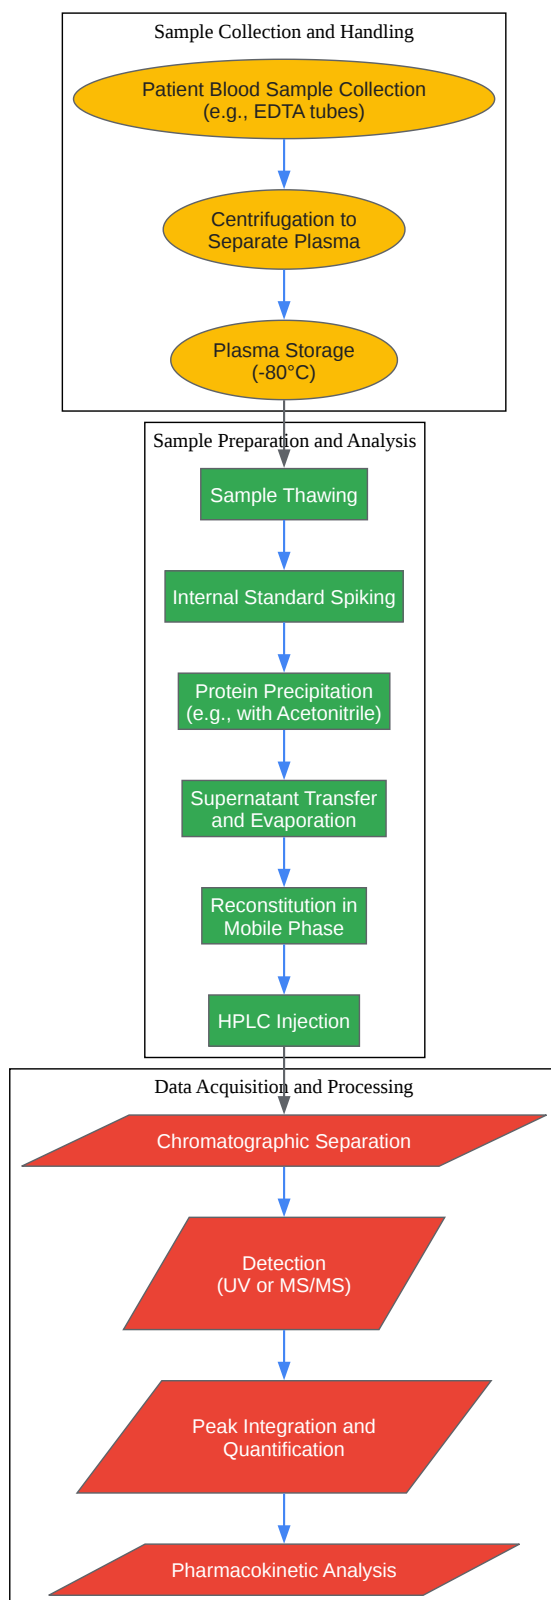 Sample Collection and Handling
Patient Blood Sample Collection
(e.g., EDTA tubes)
Centrifugation to
Separate Plasma
Plasma Storage
(-80°C)
Sample Preparation and Analysis
Sample Thawing
Internal Standard Spiking
Protein Precipitation
(e.g., with Acetonitrile)
Supernatant Transfer
and Evaporation
Reconstitution in
Mobile Phase
HPLC Injection
Data Acquisition and Processing
Chromatographic Separation
Detection
(UV or MS/MS)
Peak Integration and
Quantification
Pharmacokinetic Analysis